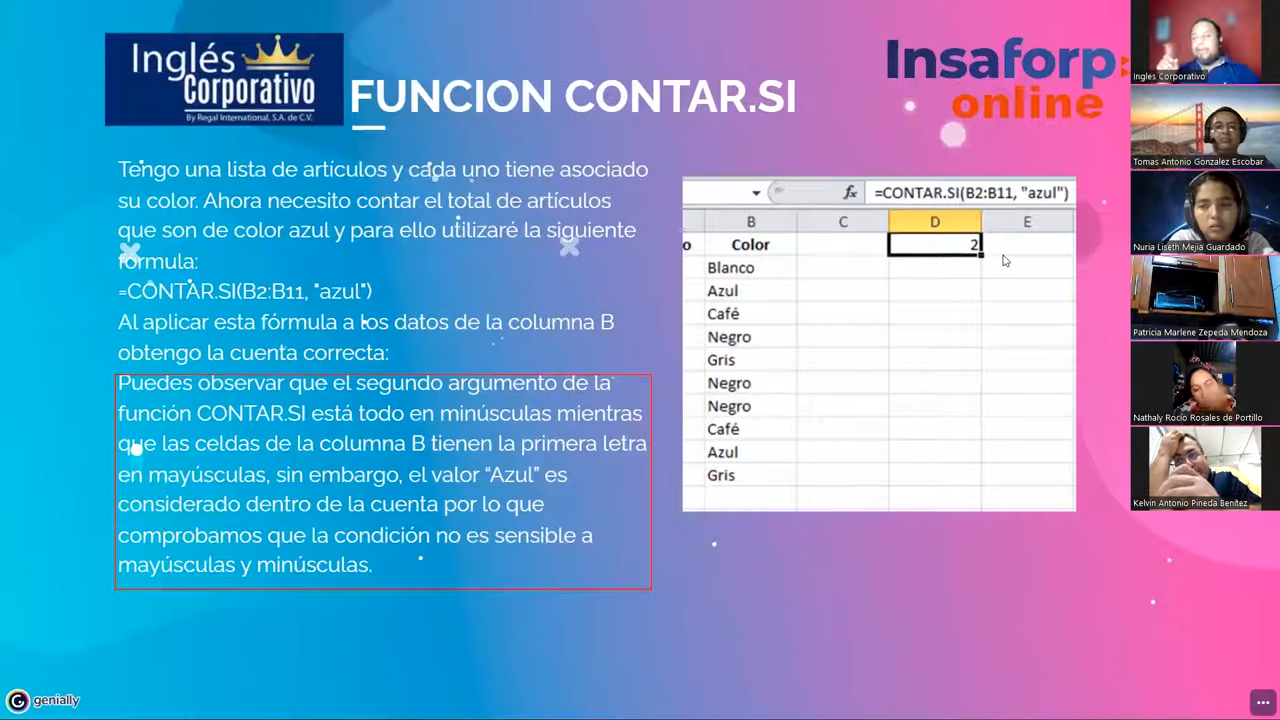 Inglés
Corporativo
By Regal International, S.A. de C.V.
FUNCION CONTAR.SI
Insaforp
online
Tengo una lista de artículos y cada uno tiene asociado
su color. Ahora necesito contar el total de artículos
que son de color azul y para ello utilizaré la siguiente
fórmula:
=CONTAR.SI(B2:B11, "azul")
Al aplicar esta fórmula a los datos de la columna B
obtengo la cuenta correcta:
Puedes observar que el segundo argumento de la
función CONTAR.SI está todo en minúsculas mientras
que las celdas de la columna B tienen la primera letra
en mayúsculas, sin embargo, el valor “Azul” es
considerado dentro de la cuenta por lo que
comprobamos que la condición no es sensible a
mayúsculas y minúsculas.
fx =CONTAR.SI(B2:B11, "azul")
B C D E
o Color 2
Blanco
Azul
Café
Negro
Gris
Negro
Negro
Café
Azul
Gris
Ingles Corporativo
Tomas Antonio Gonzalez Escobar
Nuria Liseth Mejia Guardado
Patricia Marlene Zepeda Mendoza
Nathaly Rocío Rosales de Portillo
Kelvin Antonio Pineda Benítez
genially